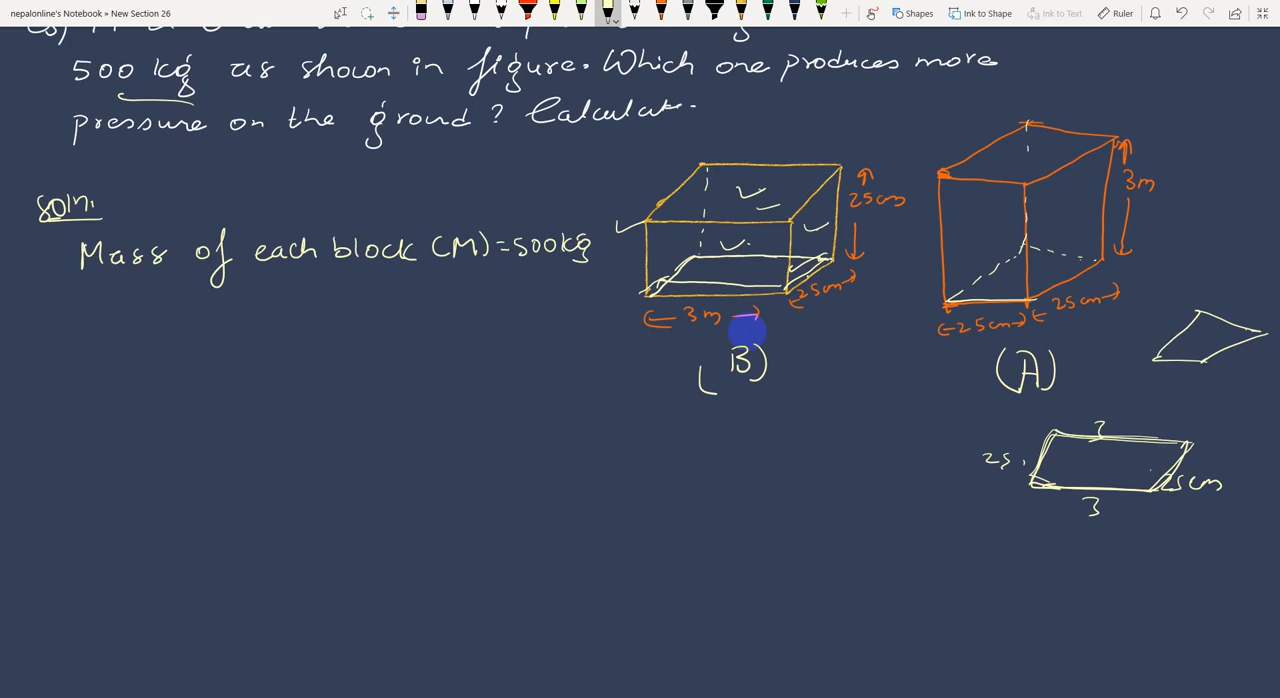 nepalonline's Notebook » New Section 26
Shapes
Ink to Shape
Ink to Text
Ruler
500 kg as shown in figure. Which one produces more
pressure on the ground? Calculate.
Soln.
Mass of each block (M)=500kg
25cm
25cm
3m
(B)
3m
25cm
25cm
(A)
3
25
25cm
3